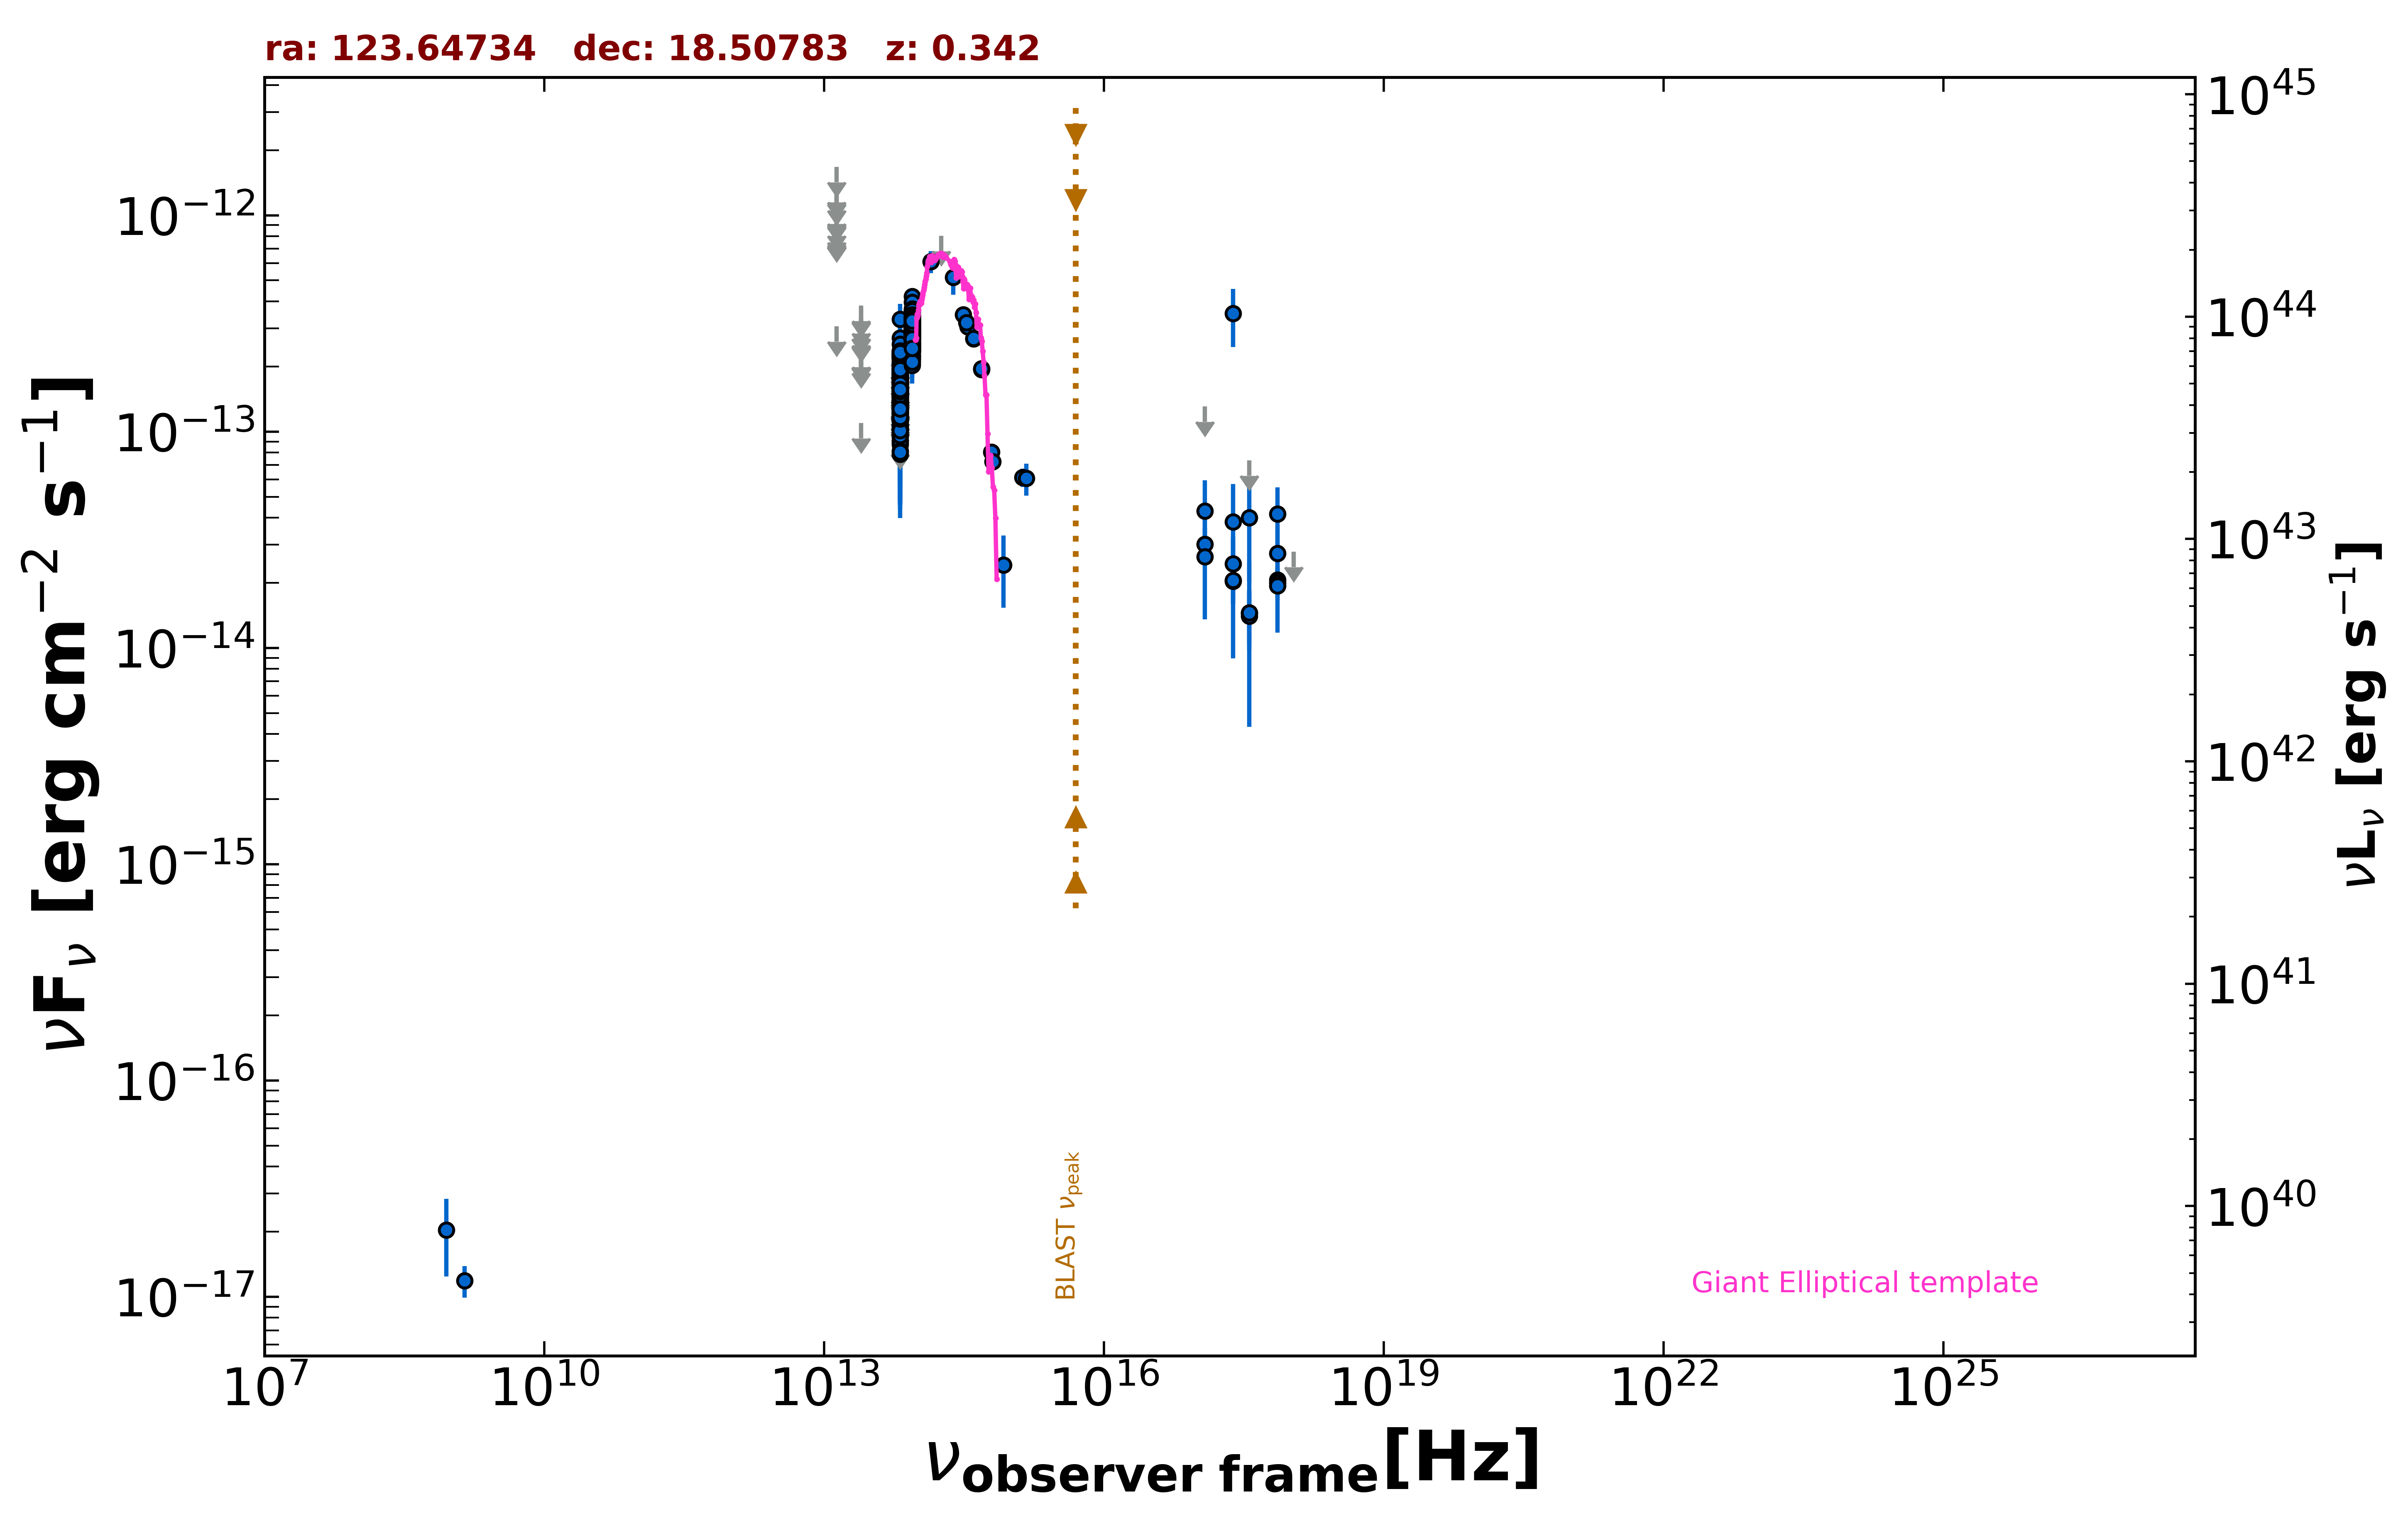 ra: 123.64734 dec: 18.50783 z: 0.342
νFν [erg cm−2 s−1]
10−12
10−13
10−14
10−15
10−16
10−17
1045
1044
1043
1042
1041
1040
νLν [erg s−1]
BLAST νpeak
Giant Elliptical template
107 1010 1013 1016 1019 1022 1025
νobserver frame[Hz]